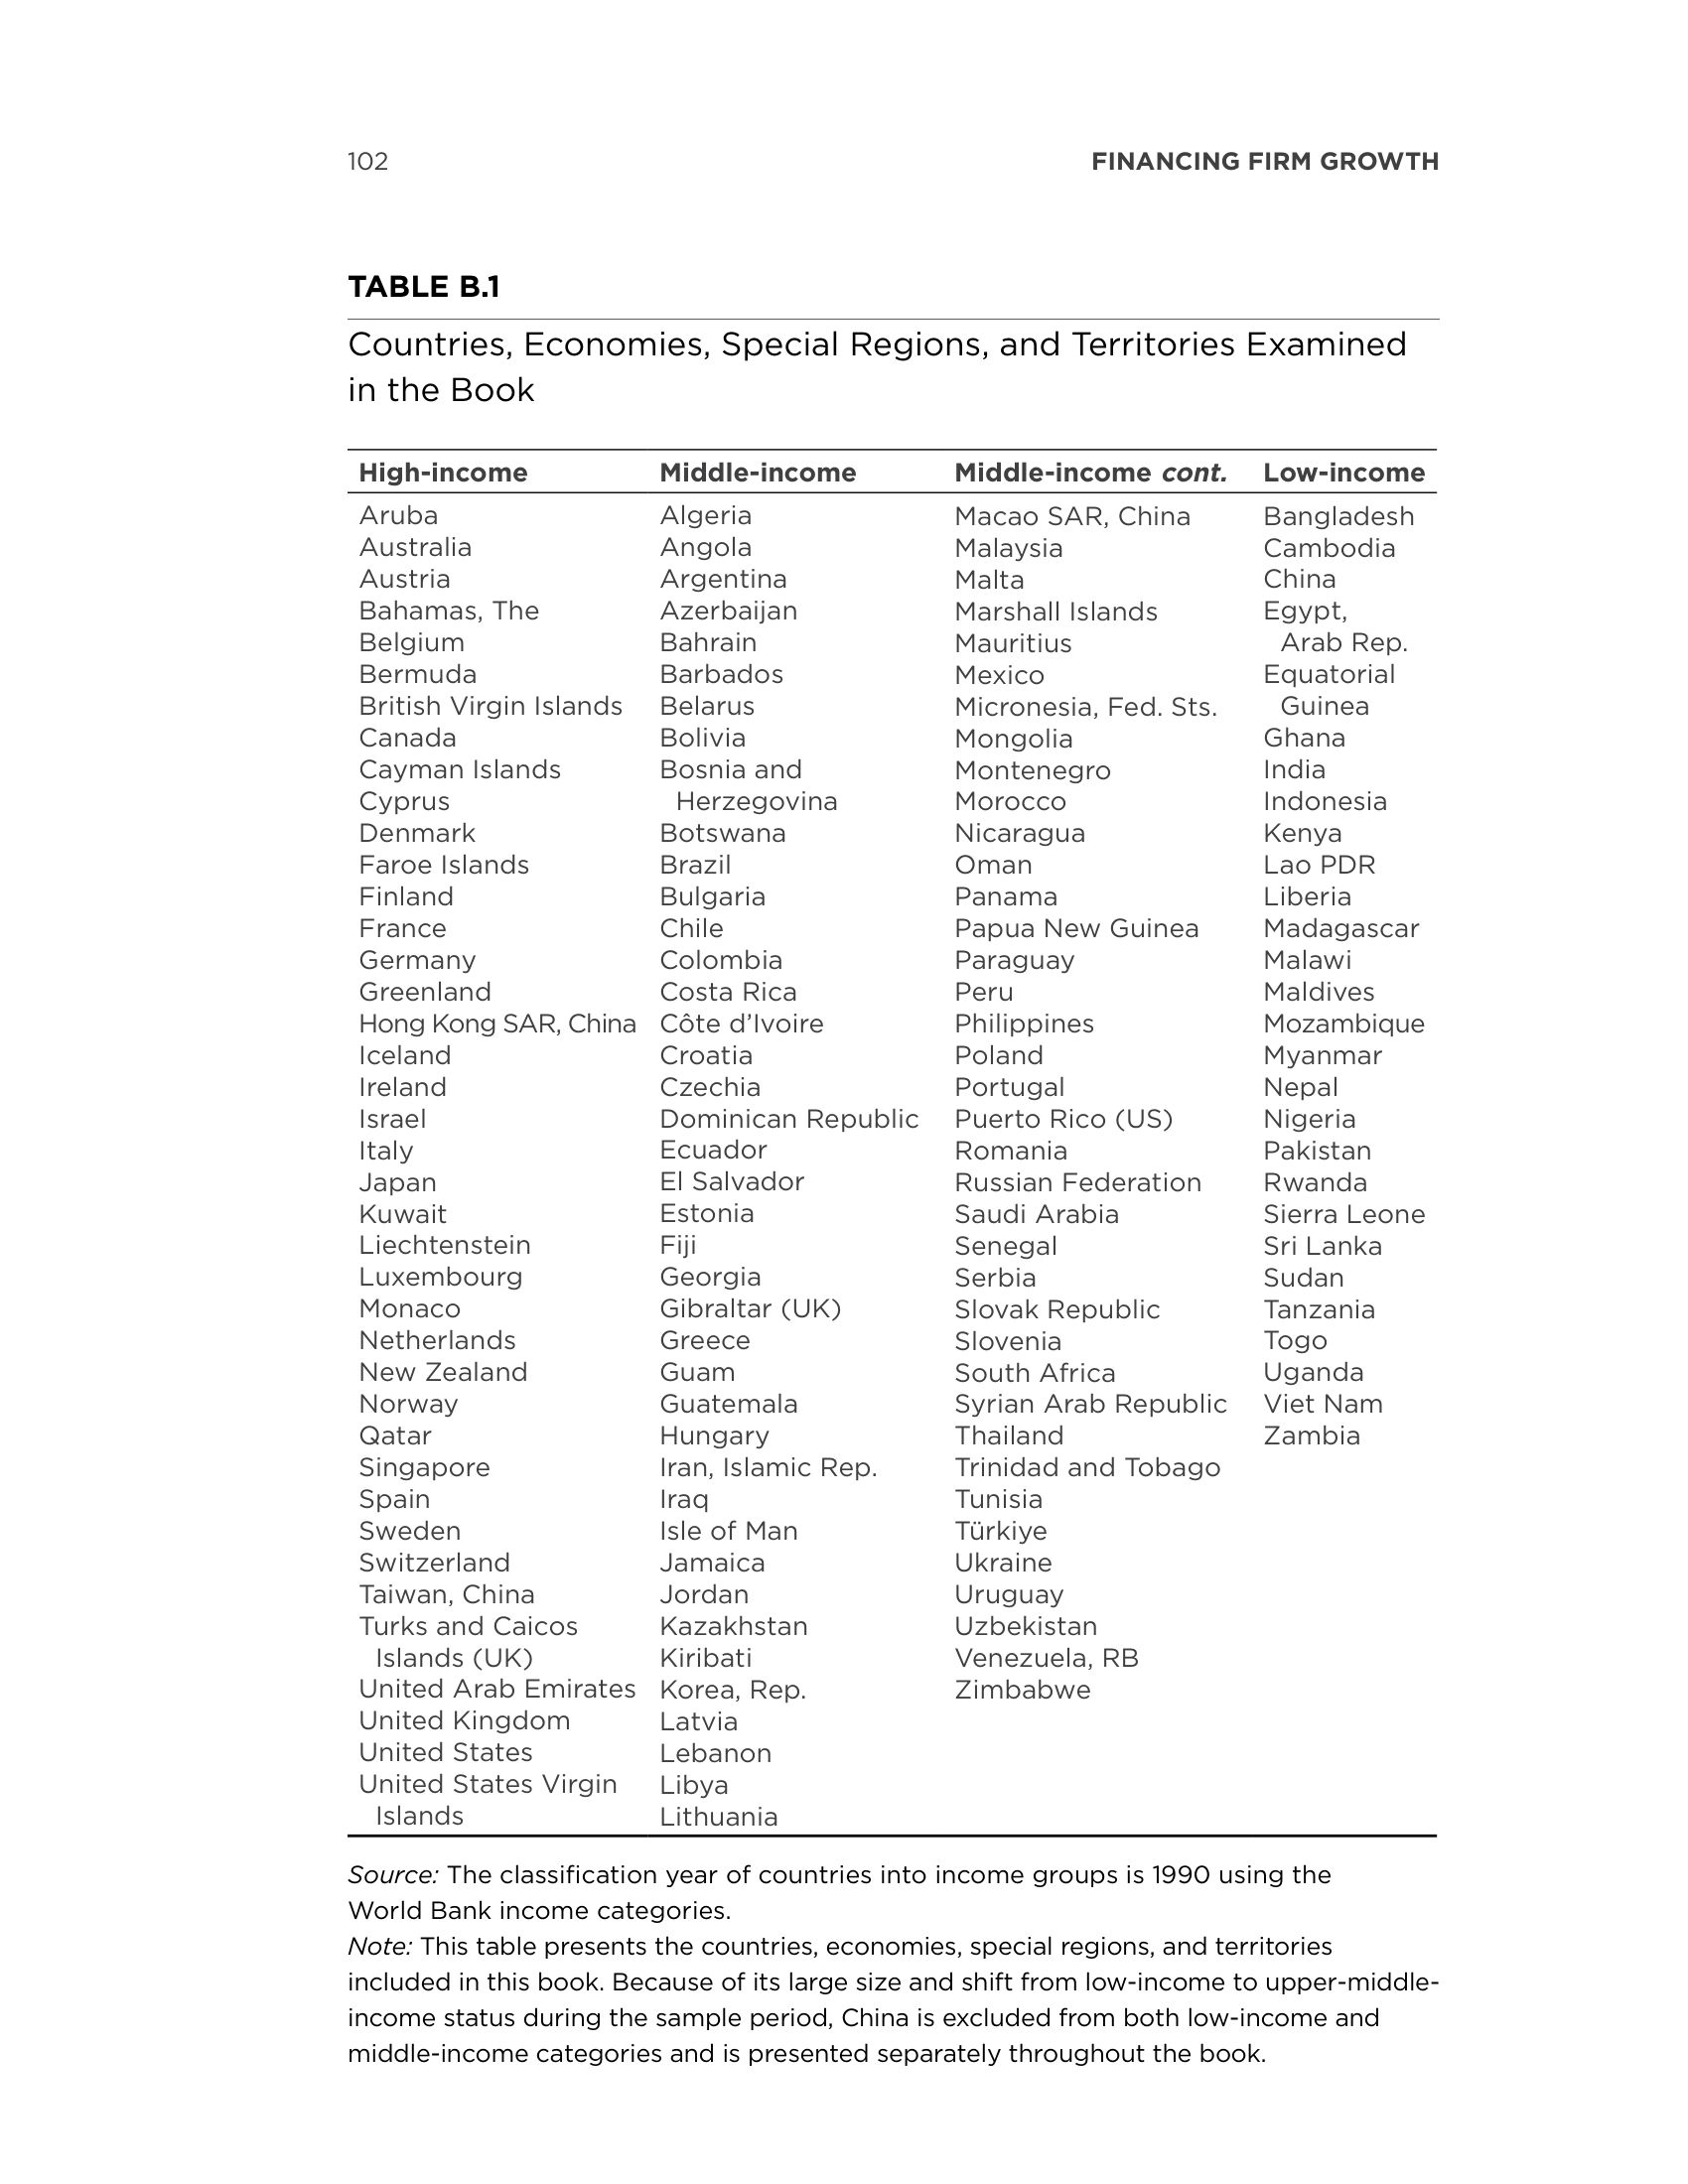 102
FINANCING FIRM GROWTH
TABLE B.1
Countries, Economies, Special Regions, and Territories Examined
in the Book
High-income
Aruba
Australia
Austria
Bahamas, The
Belgium
Bermuda
British Virgin Islands
Canada
Cayman Islands
Cyprus
Denmark
Faroe Islands
Finland
France
Germany
Greenland
Hong Kong SAR, China
Iceland
Ireland
Israel
Italy
Japan
Kuwait
Liechtenstein
Luxembourg
Monaco
Netherlands
New Zealand
Norway
Qatar
Singapore
Spain
Sweden
Switzerland
Taiwan, China
Turks and Caicos
Islands (UK)
United Arab Emirates
United Kingdom
United States
United States Virgin
Islands
Middle-income
Algeria
Angola
Argentina
Azerbaijan
Bahrain
Barbados
Belarus
Bolivia
Bosnia and
Herzegovina
Botswana
Brazil
Bulgaria
Chile
Colombia
Costa Rica
Côte d’Ivoire
Croatia
Czechia
Dominican Republic
Ecuador
El Salvador
Estonia
Fiji
Georgia
Gibraltar (UK)
Greece
Guam
Guatemala
Hungary
Iran, Islamic Rep.
Iraq
Isle of Man
Jamaica
Jordan
Kazakhstan
Kiribati
Korea, Rep.
Latvia
Lebanon
Libya
Lithuania
Middle-income cont.
Macao SAR, China
Malaysia
Malta
Marshall Islands
Mauritius
Mexico
Micronesia, Fed. Sts.
Mongolia
Montenegro
Morocco
Nicaragua
Oman
Panama
Papua New Guinea
Paraguay
Peru
Philippines
Poland
Portugal
Puerto Rico (US)
Romania
Russian Federation
Saudi Arabia
Senegal
Serbia
Slovak Republic
Slovenia
South Africa
Syrian Arab Republic
Thailand
Trinidad and Tobago
Tunisia
Türkiye
Ukraine
Uruguay
Uzbekistan
Venezuela, RB
Zimbabwe
Low-income
Bangladesh
Cambodia
China
Egypt,
Arab Rep.
Equatorial
Guinea
Ghana
India
Indonesia
Kenya
Lao PDR
Liberia
Madagascar
Malawi
Maldives
Mozambique
Myanmar
Nepal
Nigeria
Pakistan
Rwanda
Sierra Leone
Sri Lanka
Sudan
Tanzania
Togo
Uganda
Viet Nam
Zambia
Source: The classification year of countries into income groups is 1990 using the
World Bank income categories.
Note: This table presents the countries, economies, special regions, and territories
included in this book. Because of its large size and shift from low-income to upper-middle-
income status during the sample period, China is excluded from both low-income and
middle-income categories and is presented separately throughout the book.